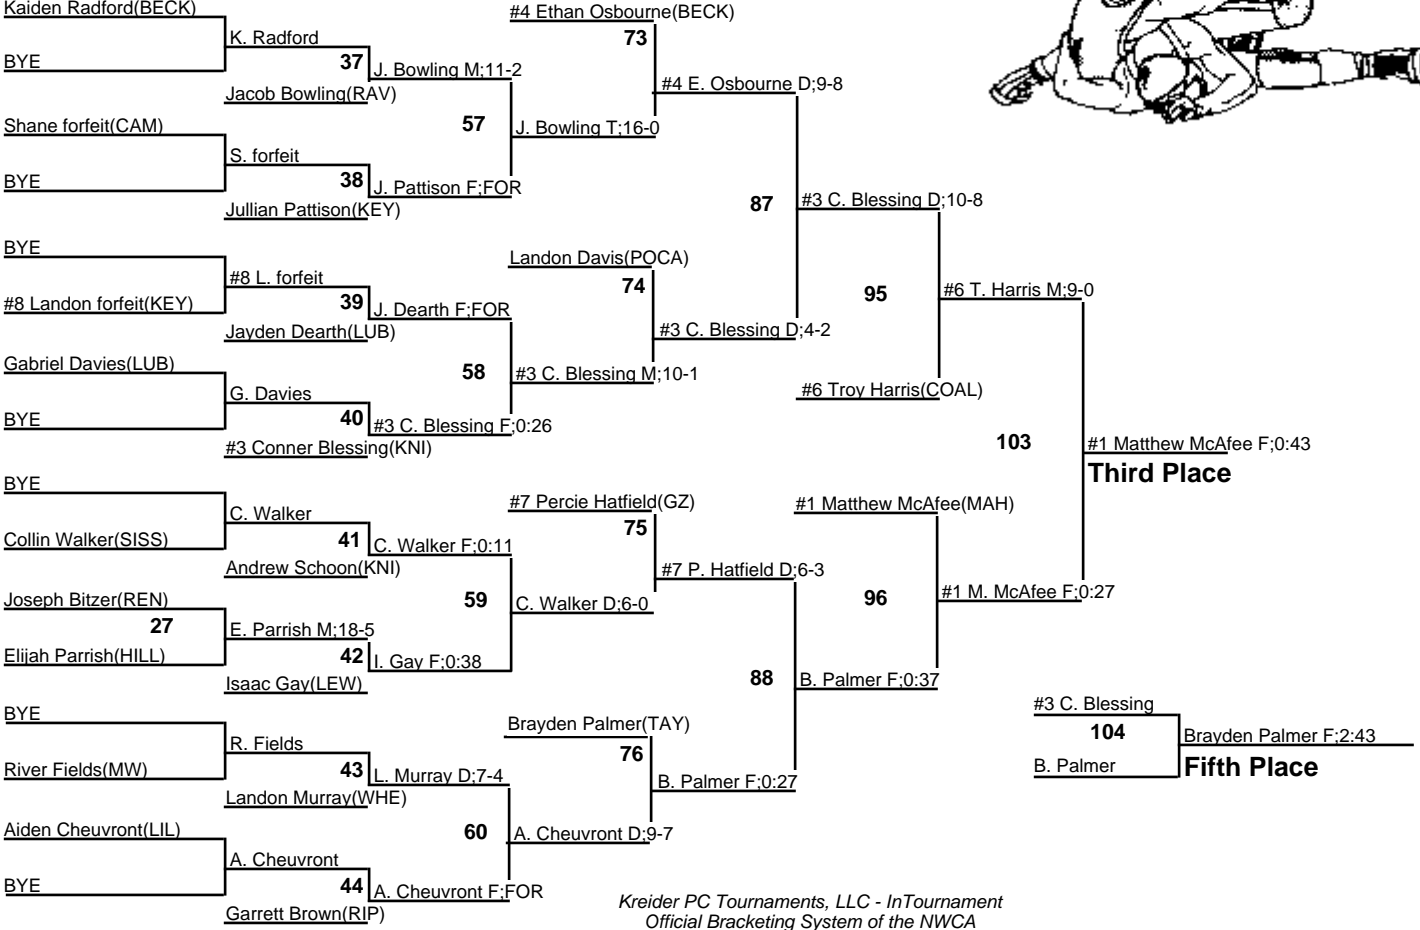 Kaiden Radford(BECK)
#4 Ethan Osbourne(BECK)
K. Radford
73
BYE
37
J. Bowling M;11-2
#4 E. Osbourne D;9-8
Jacob Bowling(RAV)
Shane forfeit(CAM)
57
J. Bowling T;16-0
S. forfeit
BYE
38
J. Pattison F;FOR
87
#3 C. Blessing D;10-8
Jullian Pattison(KEY)
BYE
Landon Davis(POCA)
#8 L. forfeit
74
95
#6 T. Harris M;9-0
#8 Landon forfeit(KEY)
39
J. Dearth F;FOR
Jayden Dearth(LUB)
#3 C. Blessing D;4-2
Gabriel Davies(LUB)
58
#3 C. Blessing M;10-1
G. Davies
#6 Troy Harris(COAL)
BYE
40
#3 C. Blessing F;0:26
#3 Conner Blessing(KNI)
103
#1 Matthew McAfee F;0:43
Third Place
BYE
#7 Percie Hatfield(GZ)
#1 Matthew McAfee(MAH)
C. Walker
75
Collin Walker(SISS)
41
C. Walker F;0:11
Andrew Schoon(KNI)
#7 P. Hatfield D;6-3
Joseph Bitzer(REN)
59
C. Walker D;6-0
96
#1 M. McAfee F;0:27
27
E. Parrish M;18-5
Elijah Parrish(HILL)
42
I. Gay F;0:38
Isaac Gay(LEW)
88
B. Palmer F;0:37
BYE
Brayden Palmer(TAY)
#3 C. Blessing
R. Fields
76
104
Brayden Palmer F;2:43
River Fields(MW)
43
L. Murray D;7-4
B. Palmer F;0:27
B. Palmer
Fifth Place
Landon Murray(WHE)
Aiden Cheuvront(LIL)
60
A. Cheuvront D;9-7
A. Cheuvront
BYE
44
A. Cheuvront F;FOR
Garrett Brown(RIP)
Kreider PC Tournaments, LLC - InTournament
Official Bracketing System of the NWCA